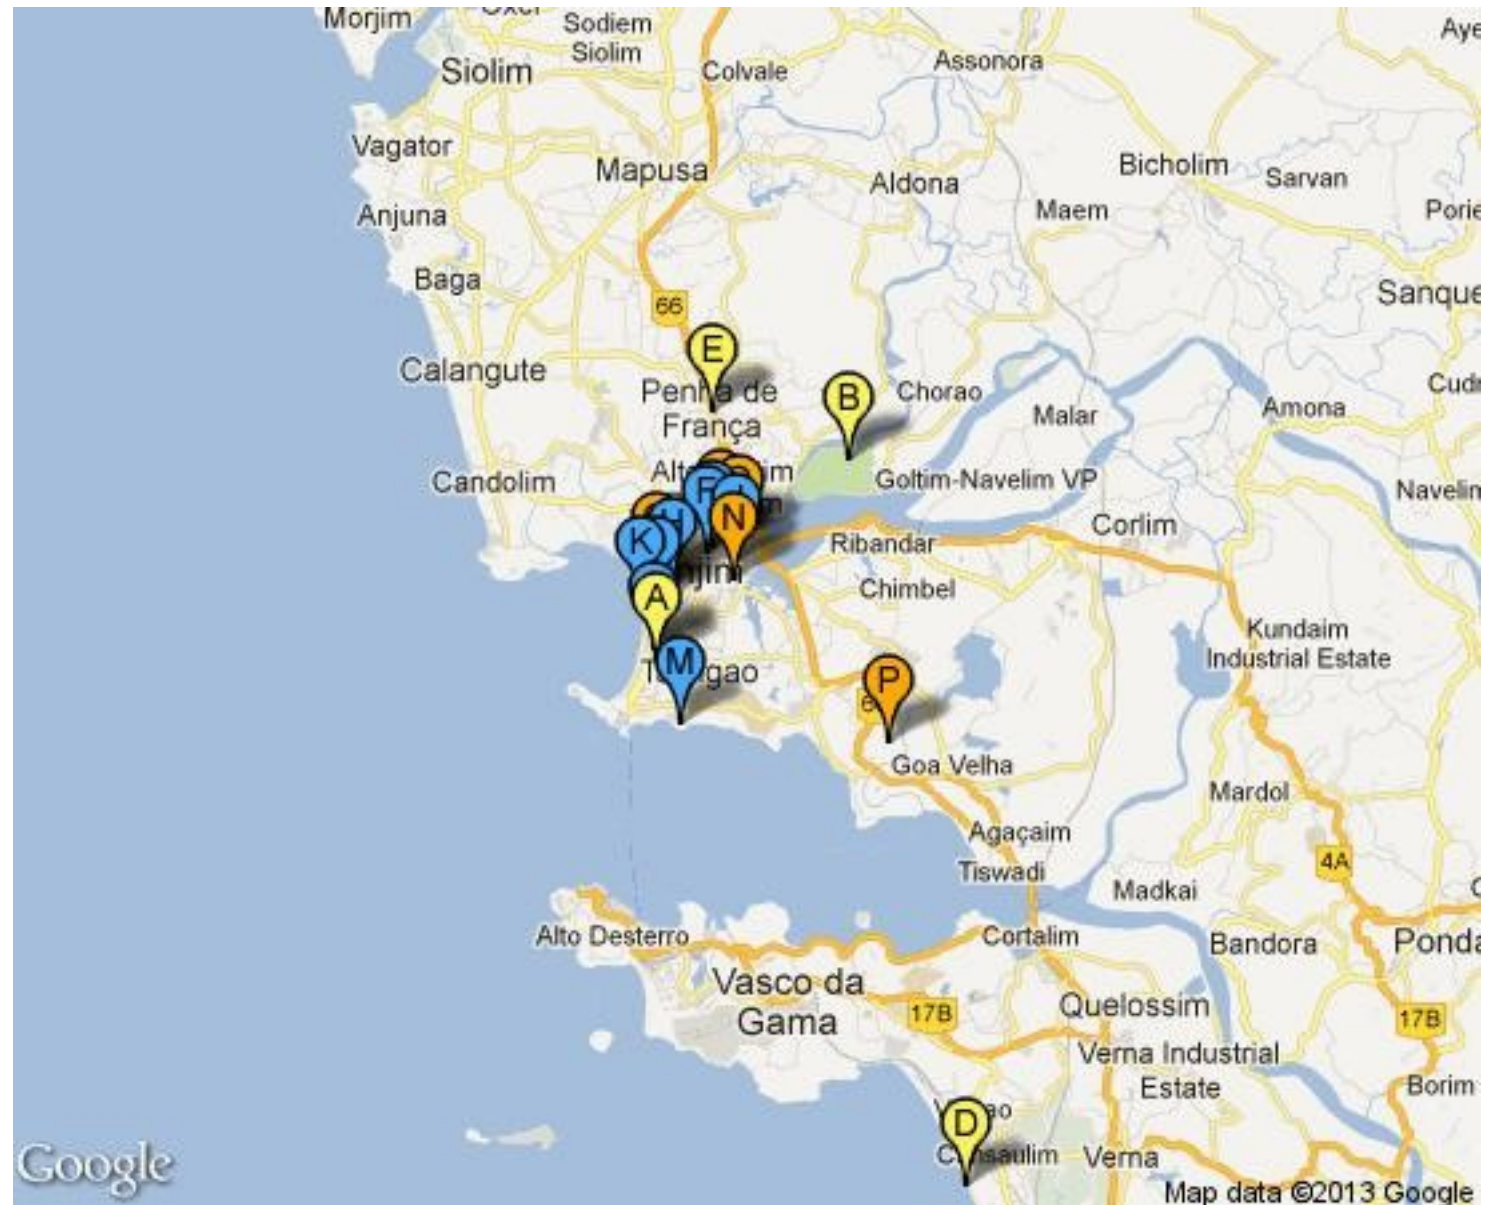 Morjim
Sodiem
Siolim
Siolim
Colvale
Assonora
Vagator
Mapusa
Aldona
Bicholim
Sarvan
Anjuna
Maem
Baga
66
E
Calangute
Penha de
França
B
Chorao
Malar
Amona
Candolim
Goltim-Navelim VP
N
H
K
Corlim
Ribandar
Chimbel
A
M
Kundaim
Industrial Estate
P
Goa Velha
Mardol
Agaçaim
Tiswadi
4A
Madkai
Alto Desterro
Cortalim
Bandora
Vasco da
Gama
17B
Quelossim
17B
Verna Industrial
Estate
Borim
D
Verna
Google
Map data ©2013 Google